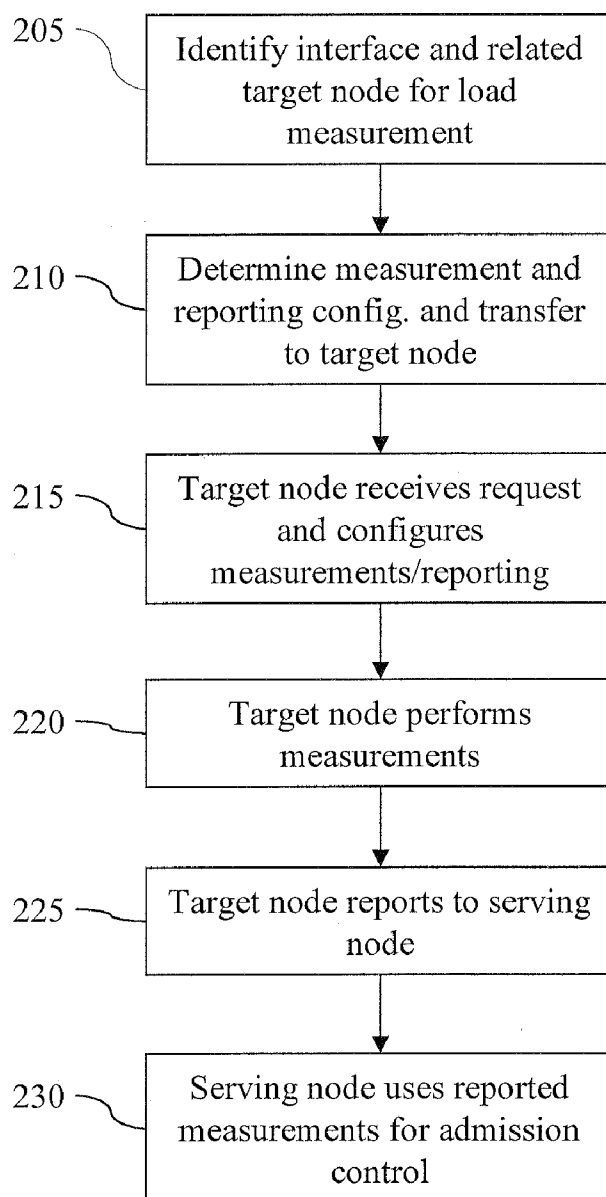 205
Identify interface and related
target node for load
measurement
210
Determine measurement and
reporting config. and transfer
to target node
215
Target node receives request
and configures
measurements/reporting
220
Target node performs
measurements
225
Target node reports to serving
node
230
Serving node uses reported
measurements for admission
control